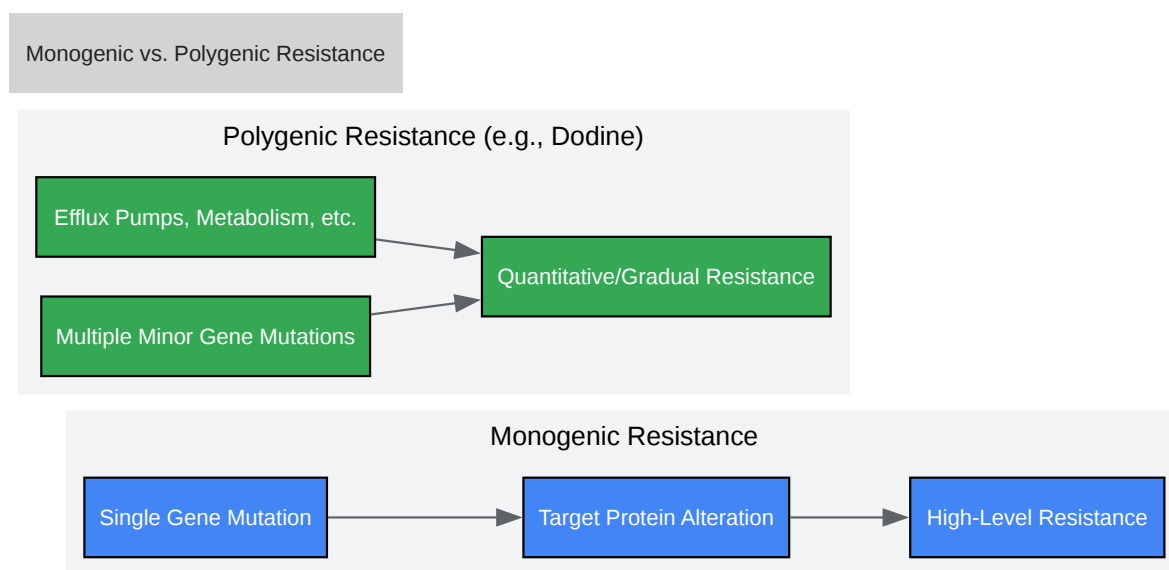 Monogenic vs. Polygenic Resistance
Polygenic Resistance (e.g., Dodine)
Efflux Pumps, Metabolism, etc.
Quantitative/Gradual Resistance
Multiple Minor Gene Mutations
Monogenic Resistance
Single Gene Mutation
Target Protein Alteration
High-Level Resistance